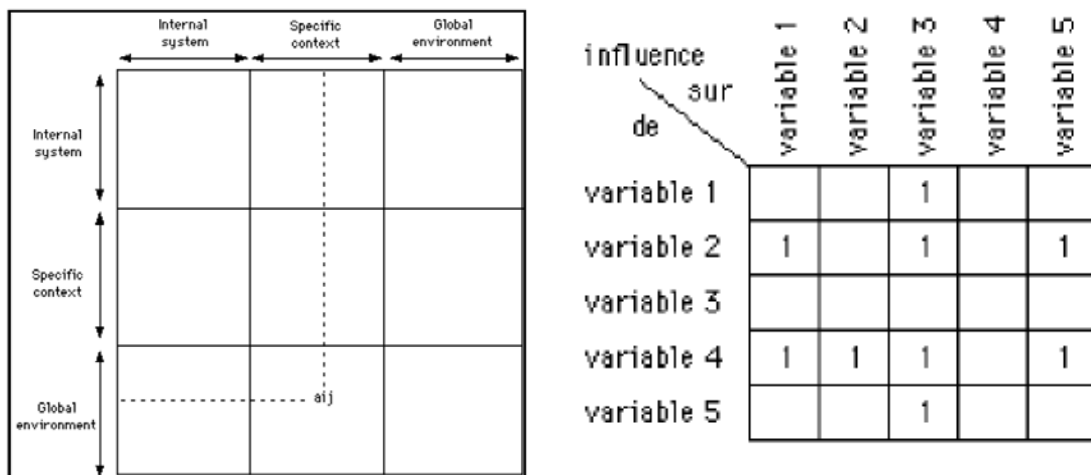 Internal
system
Specific
context
Global
environment
Internal
system
Specific
context
Global
environment
aij
influence
sur
de
variable 1
variable 2
variable 3
variable 4
variable 5
variable 1 1
variable 2 1 1 1
variable 3
variable 4 1 1 1 1
variable 5 1